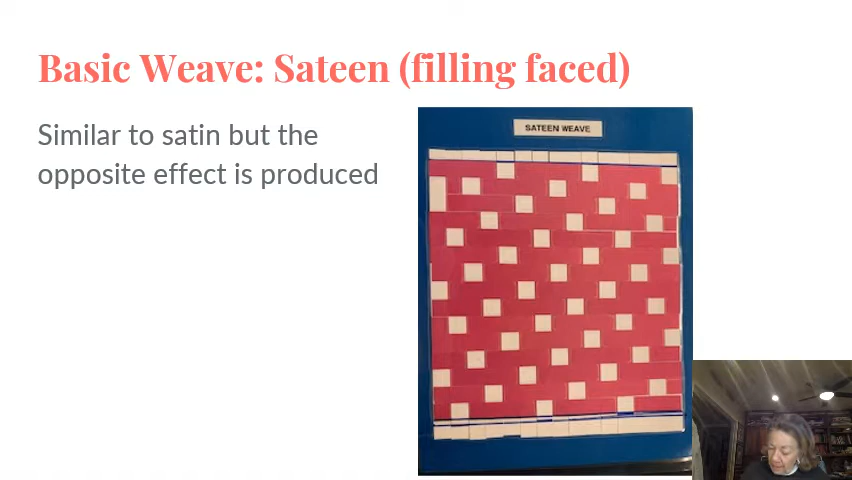 Basic Weave: Sateen (filling faced)
Similar to satin but the
opposite effect is produced
SATEEN WEAVE